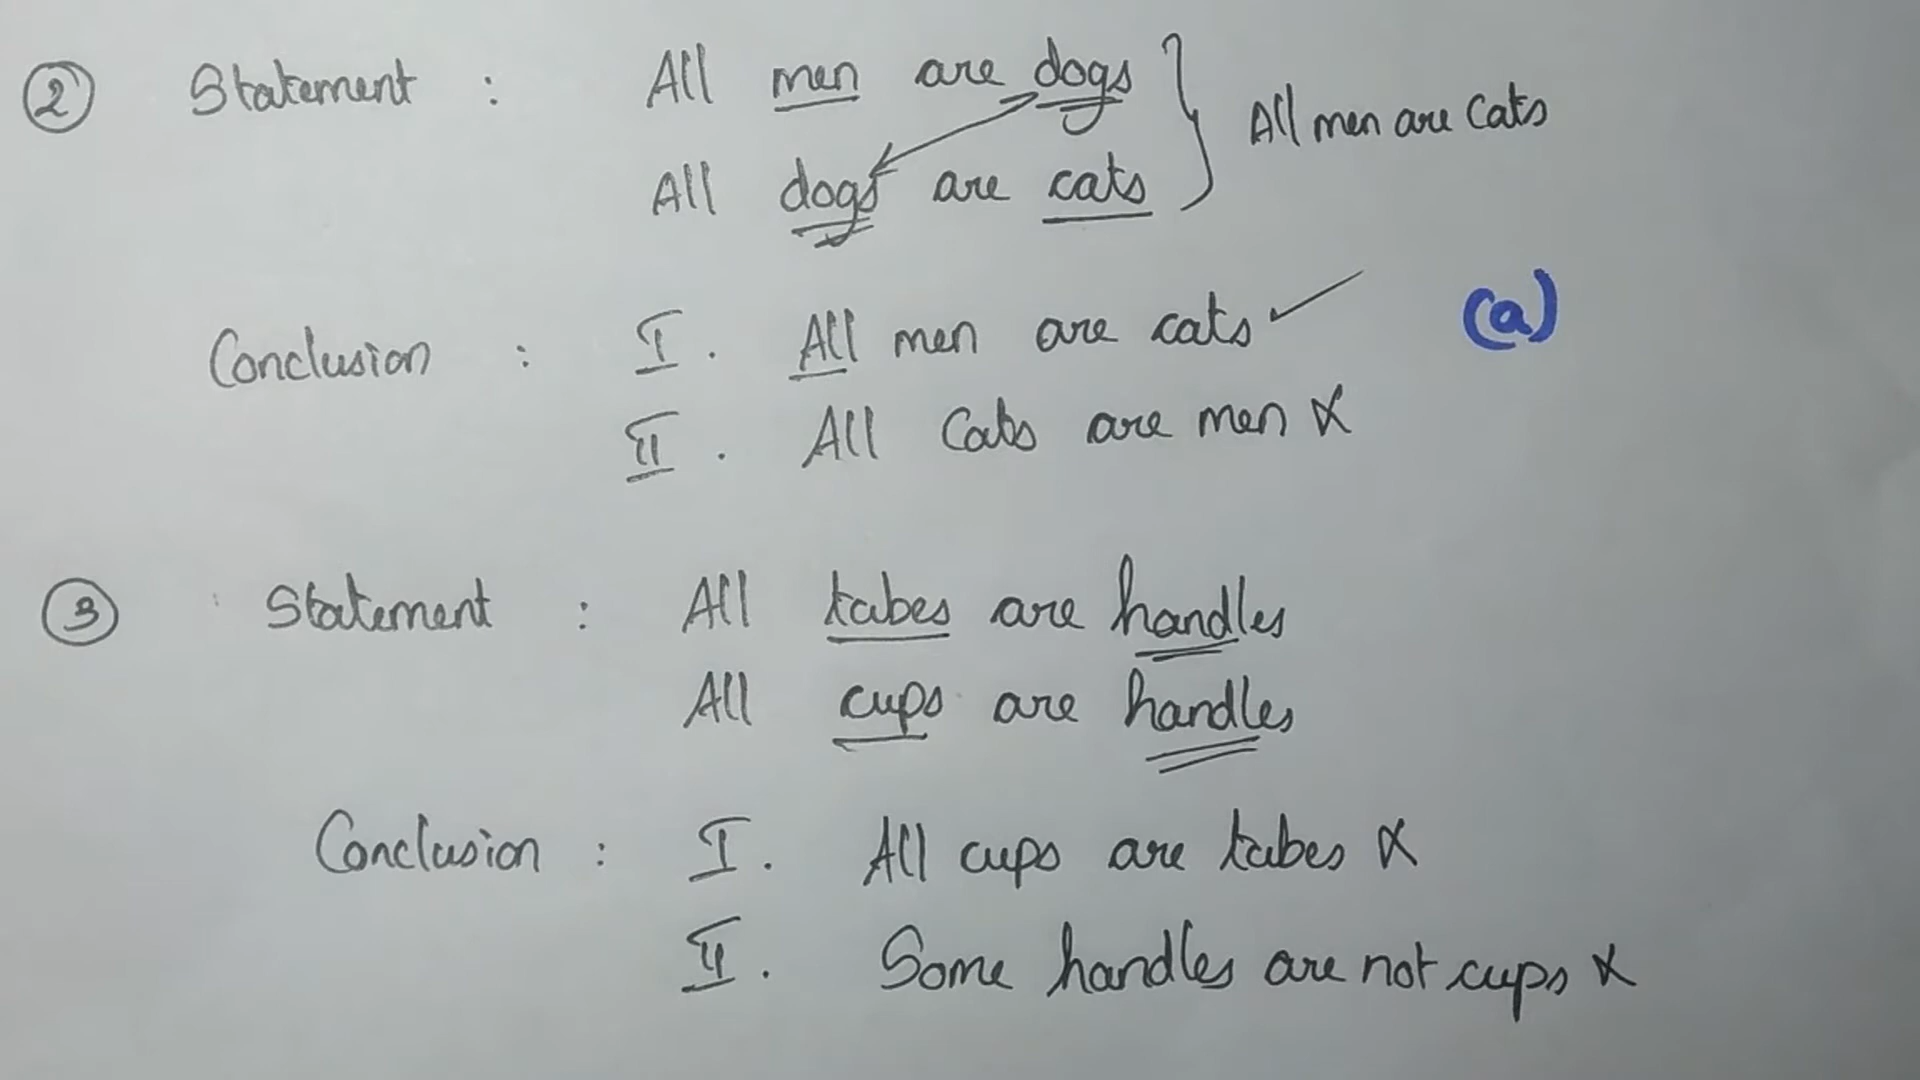 ② Statement : All men are dogs } All men are cats
All dogs are cats
Conclusion : I. All men are cats ✓ (a)
II. All Cats are men ✗
③ Statement : All tubes are handles
All cups are handles
Conclusion : I. All cups are tubes ✗
II. Some handles are not cups ✗